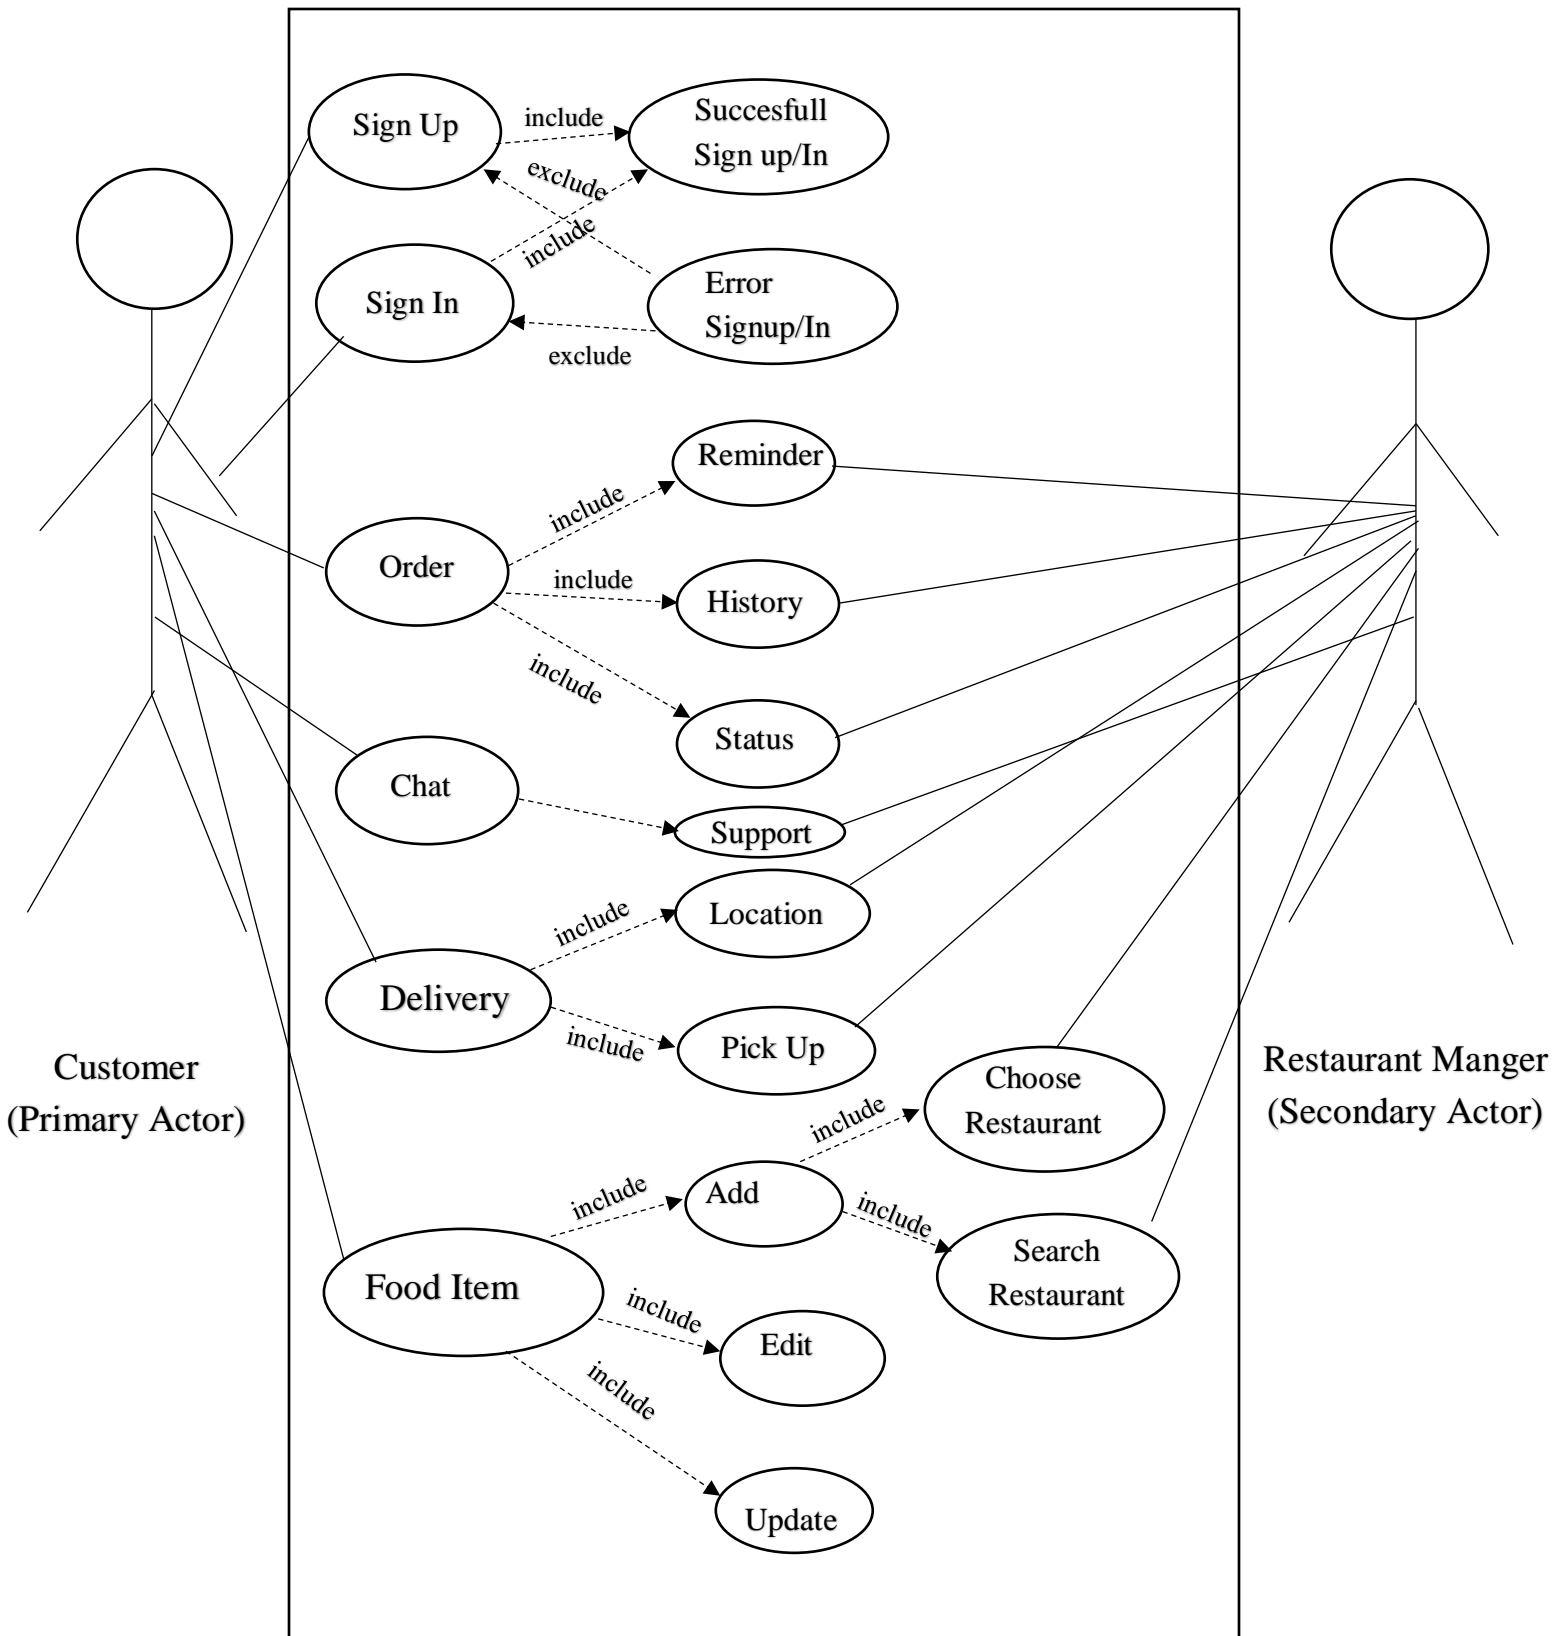 Sign Up
include
Succesfull
Sign up/In
exclude
include
Sign In
Error
Signup/In
exclude
Reminder
include
Order
include
History
include
Status
Chat
Support
include
Location
Delivery
include
Pick Up
Customer
(Primary Actor)
Restaurant Manger
(Secondary Actor)
Choose
Restaurant
include
include
Add
include
Search
Restaurant
Food Item
include
Edit
include
Update